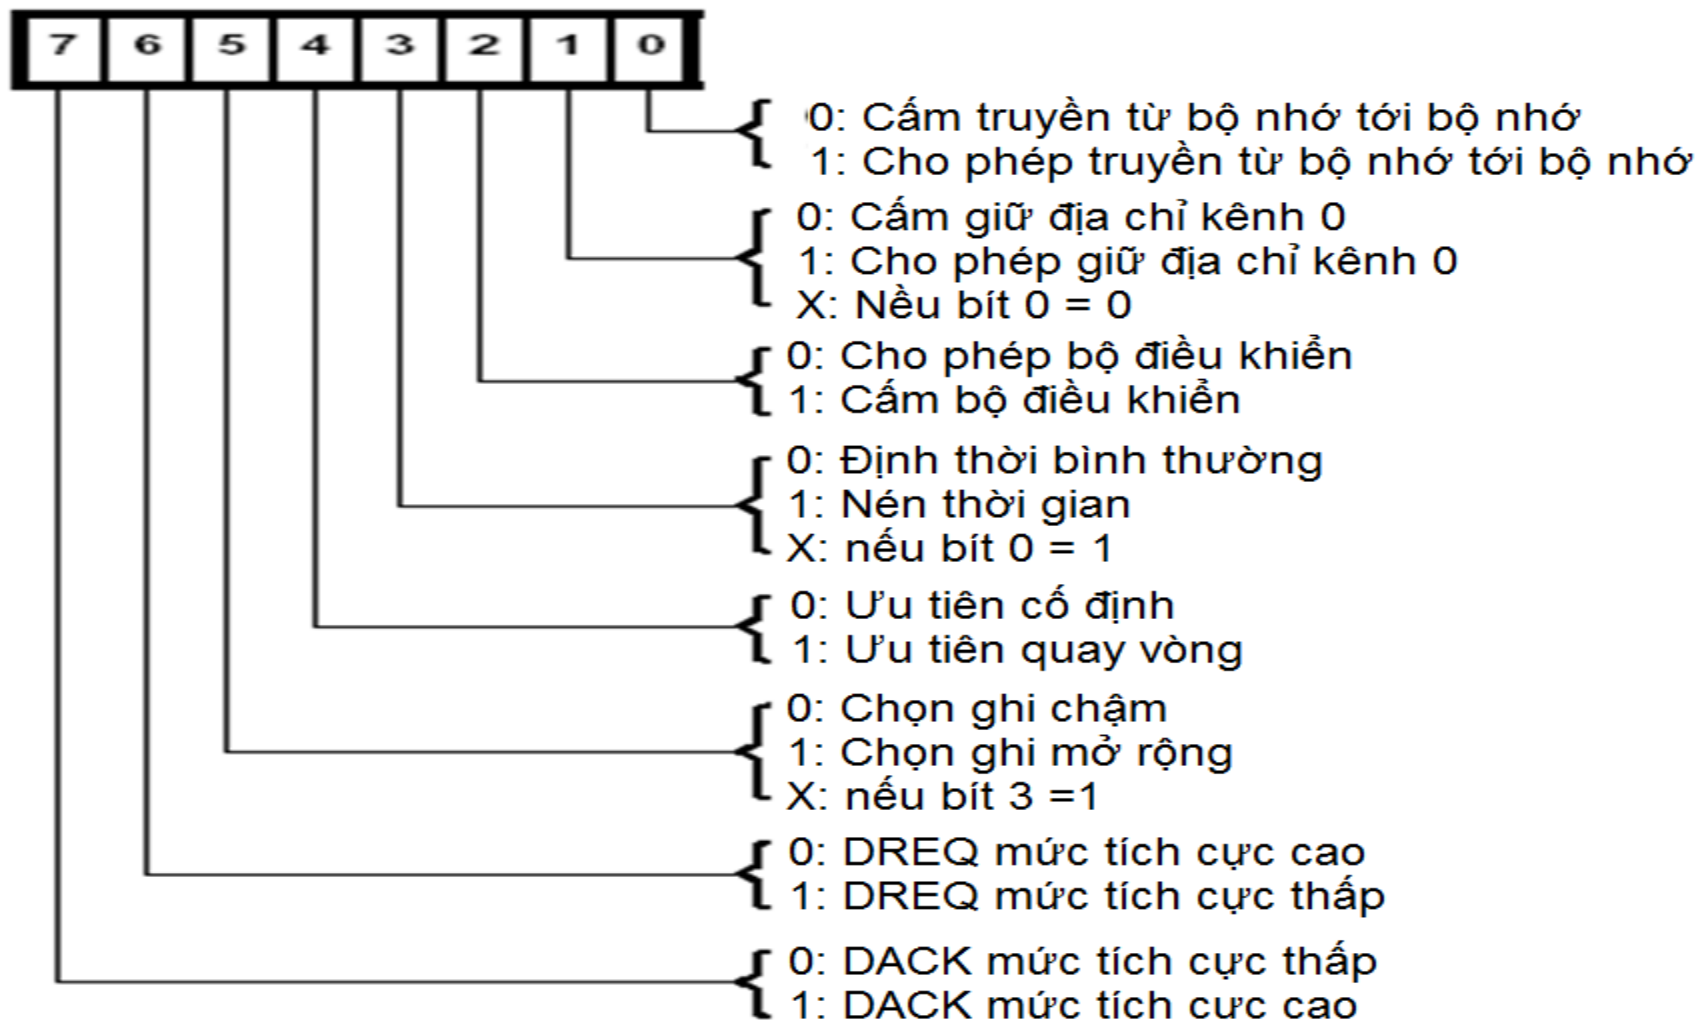 7 6 5 4 3 2 1 0
0: Cấm truyền từ bộ nhớ tới bộ nhớ
1: Cho phép truyền từ bộ nhớ tới bộ nhớ
0: Cấm giữ địa chỉ kênh 0
1: Cho phép giữ địa chỉ kênh 0
X: Nều bít 0 = 0
0: Cho phép bộ điều khiển
1: Cấm bộ điều khiển
0: Định thời bình thường
1: Nén thời gian
X: nếu bít 0 = 1
0: Ưu tiên cố định
1: Ưu tiên quay vòng
0: Chọn ghi chậm
1: Chọn ghi mở rộng
X: nếu bít 3 =1
0: DREQ mức tích cực cao
1: DREQ mức tích cực thấp
0: DACK mức tích cực thấp
1: DACK mức tích cưc cao